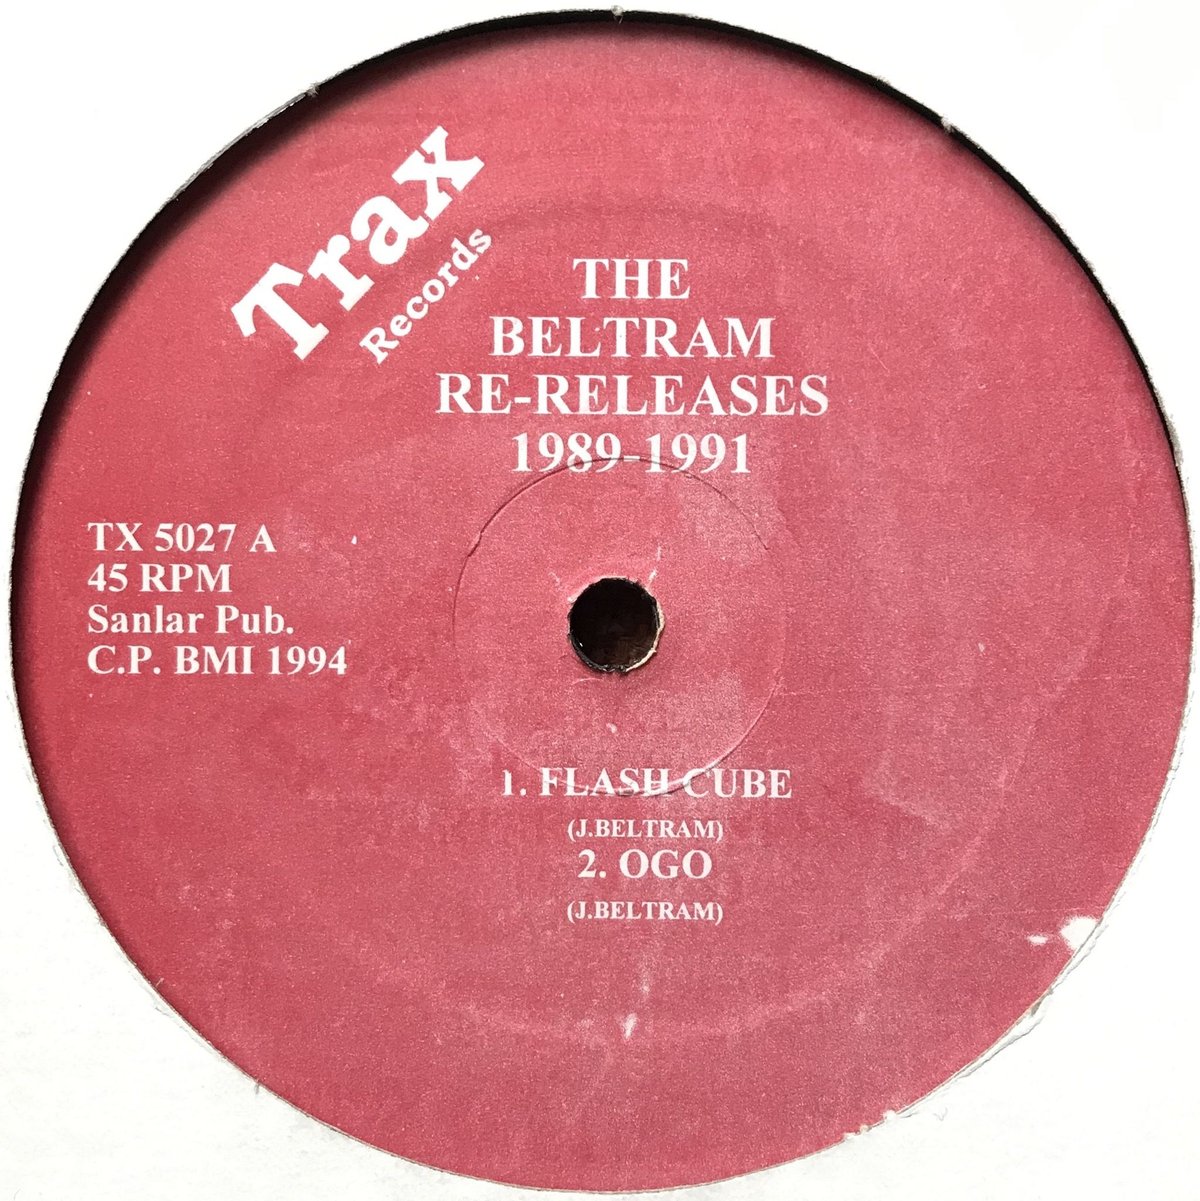 Trax
Records
THE
BELTRAM
RE-RELEASES
1989-1991
TX 5027 A
45 RPM
Sanlar Pub.
C.P. BMI 1994
1. FLASH CUBE
(J.BELTRAM)
2. OGO
(J.BELTRAM)